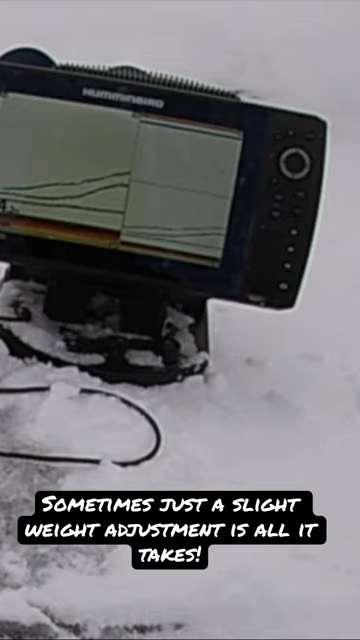 HUMMINBIRD
SOMETIMES JUST A SLIGHT
WEIGHT ADJUSTMENT IS ALL IT
TAKES!